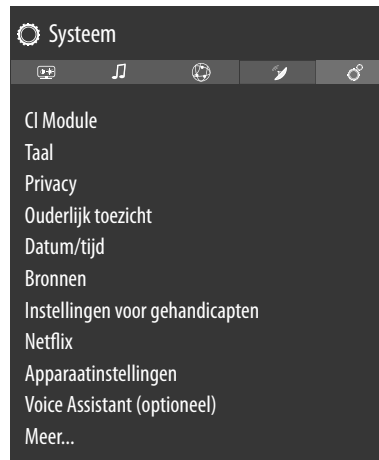 Systeem
CI Module
Taal
Privacy
Ouderlijk toezicht
Datum/tijd
Bronnen
Instellingen voor gehandicapten
Netflix
Apparaatinstellingen
Voice Assistant (optioneel)
Meer...